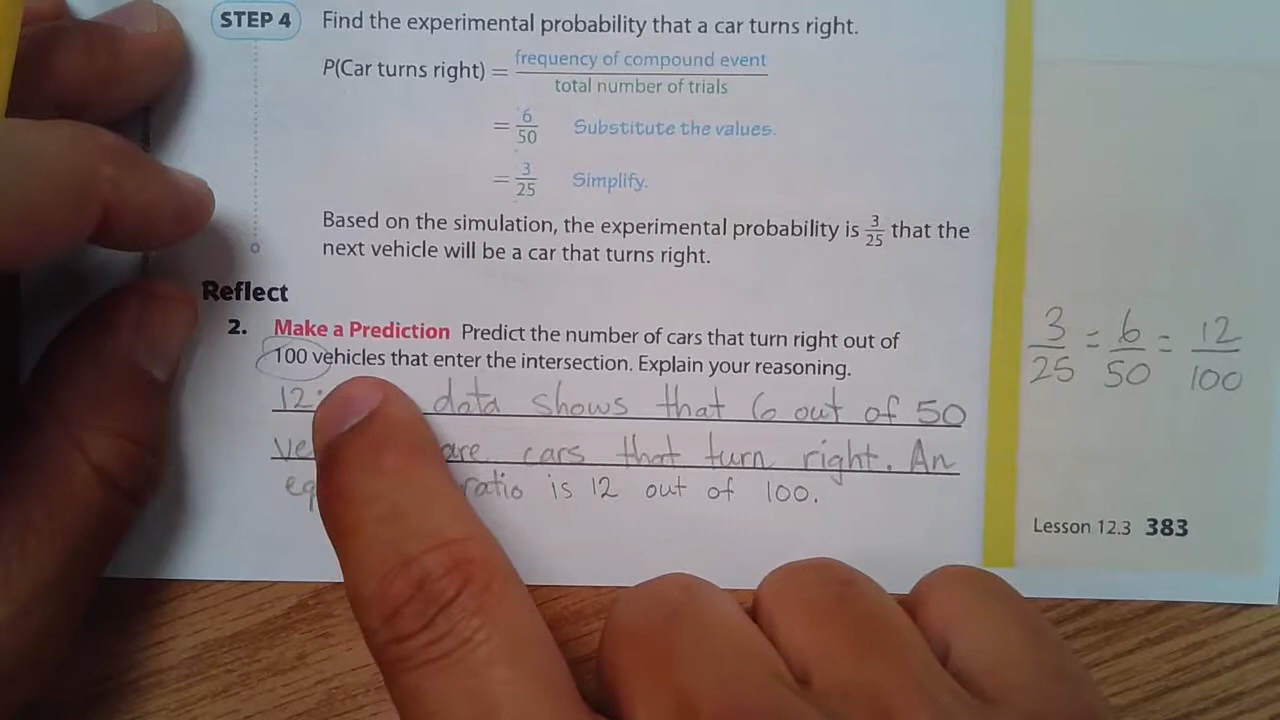 STEP 4 Find the experimental probability that a car turns right.
P(Car turns right) = frequency of compound event / total number of trials
= 6/50 Substitute the values.
= 3/25 Simplify.
Based on the simulation, the experimental probability is 3/25 that the
next vehicle will be a car that turns right.
Reflect
2. Make a Prediction Predict the number of cars that turn right out of
100 vehicles that enter the intersection. Explain your reasoning.
12; data shows that 6 out of 50
are cars that turn right. An
ratio is 12 out of 100.
3/25 = 6/50 = 12/100
Lesson 12.3 383